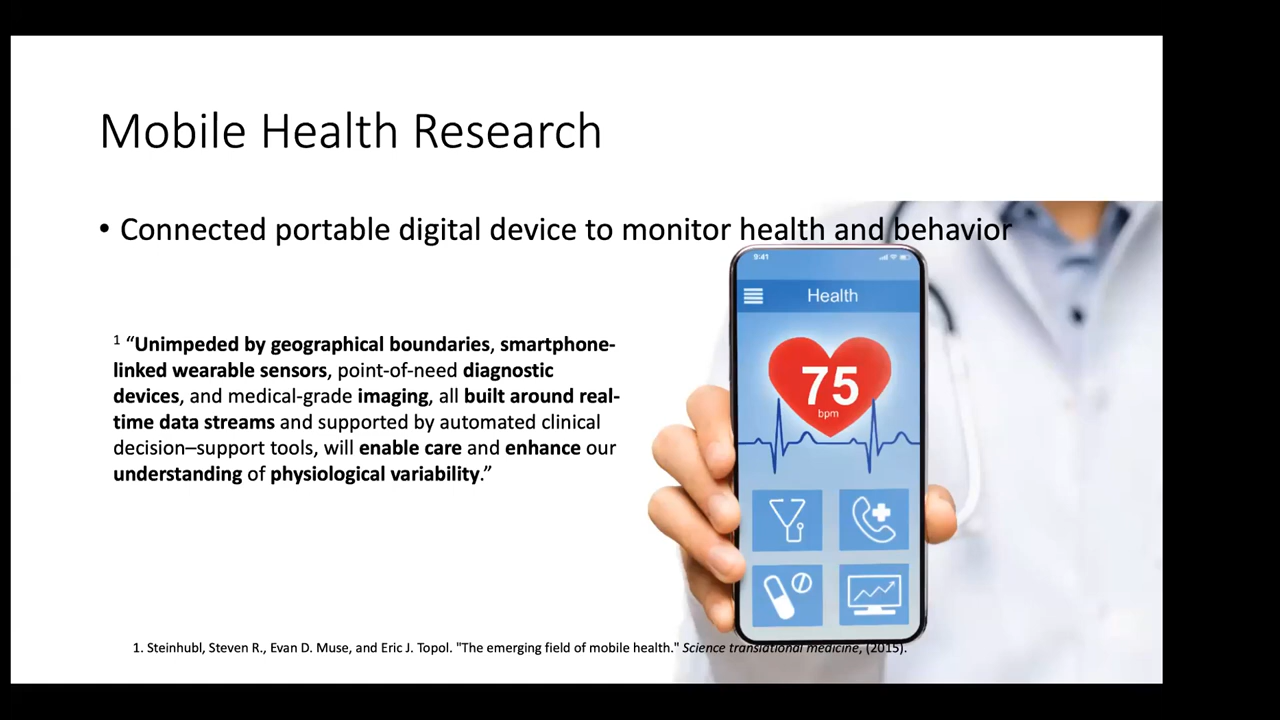 Mobile Health Research
• Connected portable digital device to monitor health and behavior
1 “Unimpeded by geographical boundaries, smartphone-
linked wearable sensors, point-of-need diagnostic
devices, and medical-grade imaging, all built around real-
time data streams and supported by automated clinical
decision–support tools, will enable care and enhance our
understanding of physiological variability.”
9:41
Health
75
bpm
1. Steinhubl, Steven R., Evan D. Muse, and Eric J. Topol. "The emerging field of mobile health." Science translational medicine, (2015).